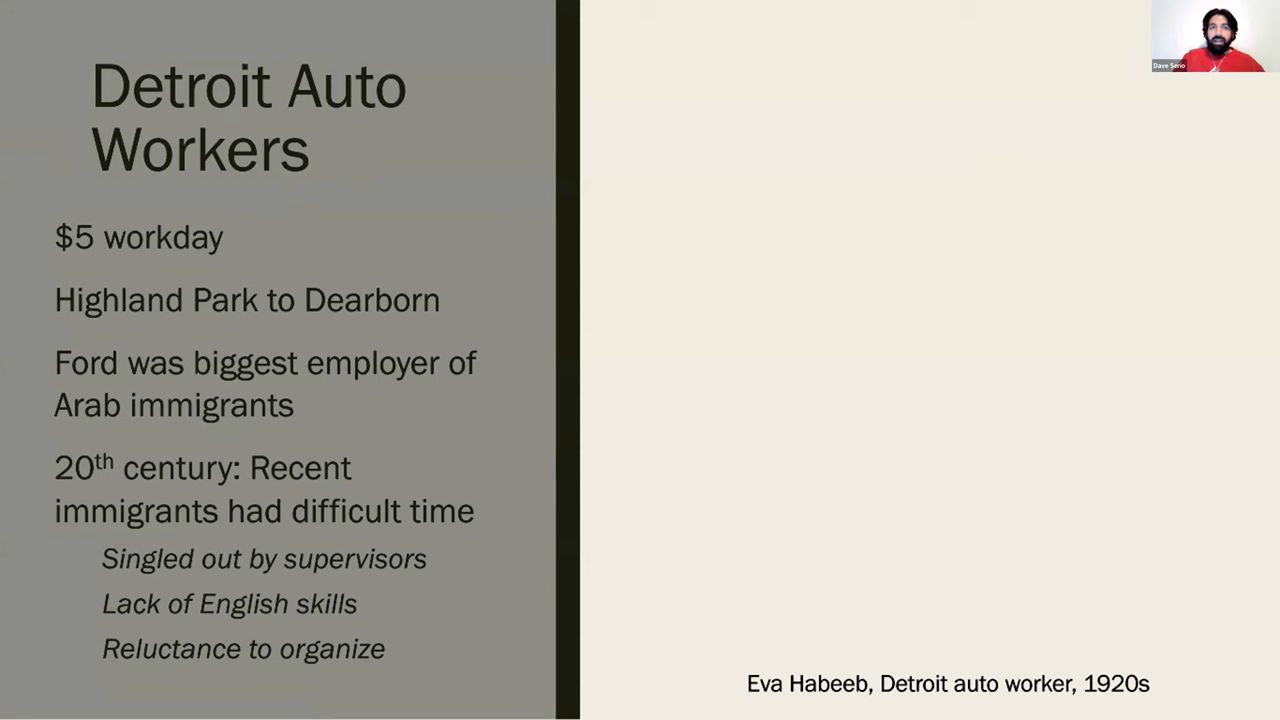 Detroit Auto
Workers
$5 workday
Highland Park to Dearborn
Ford was biggest employer of
Arab immigrants
20th century: Recent
immigrants had difficult time
Singled out by supervisors
Lack of English skills
Reluctance to organize
Eva Habeeb, Detroit auto worker, 1920s
Dave Serio